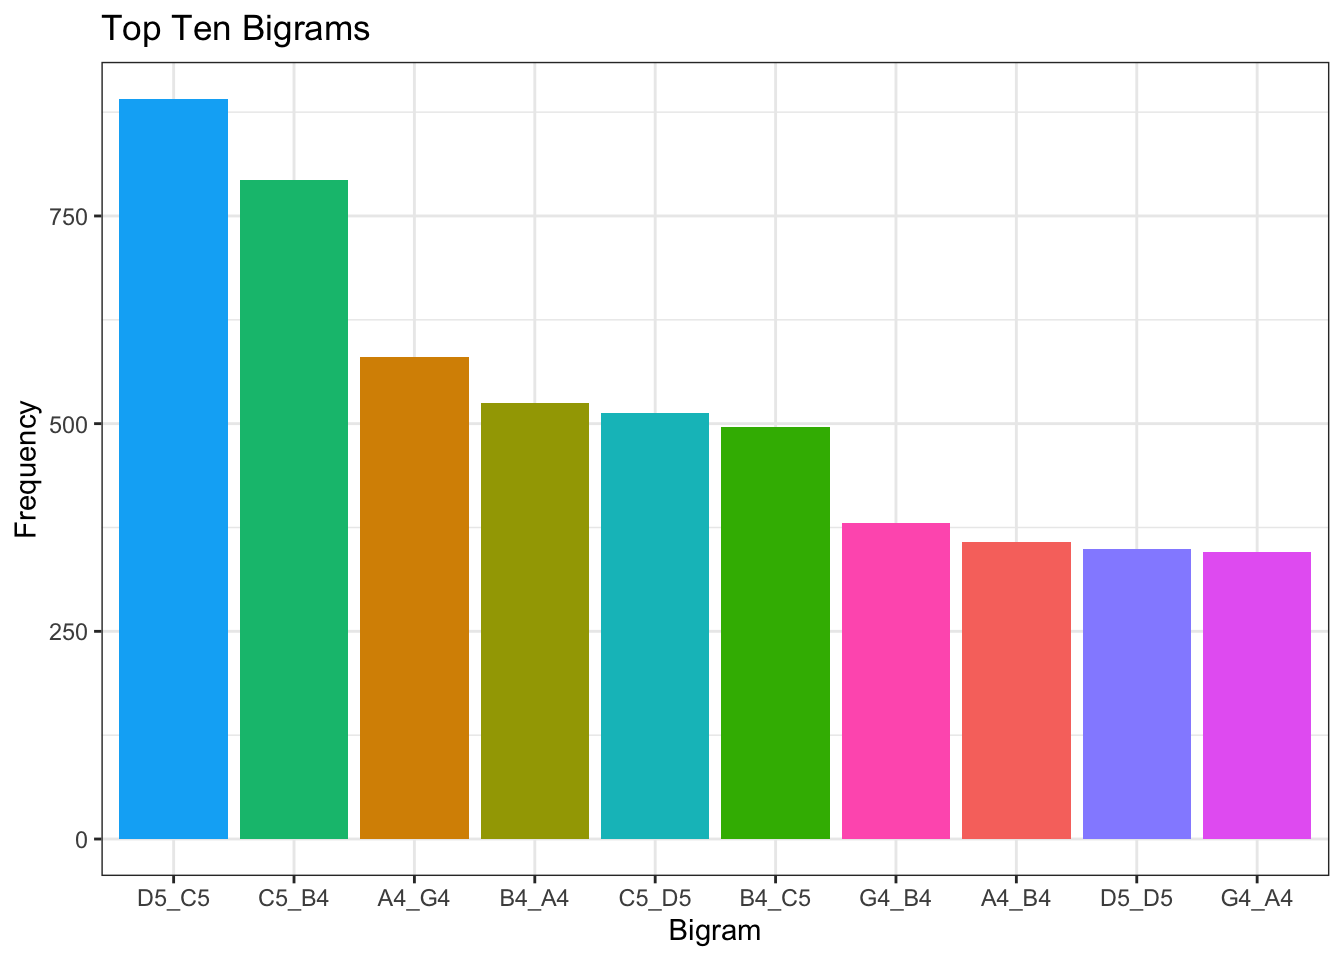 Top Ten Bigrams
Frequency
750
500
250
0
D5_C5 C5_B4 A4_G4 B4_A4 C5_D5 B4_C5 G4_B4 A4_B4 D5_D5 G4_A4
Bigram